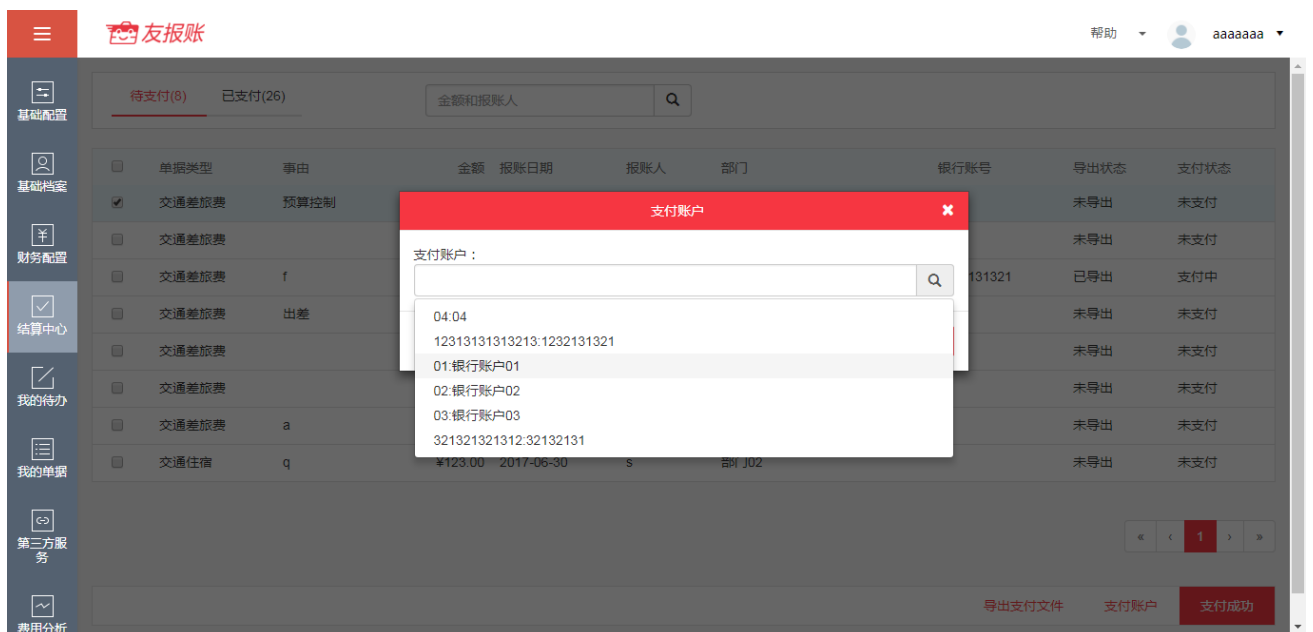 友报账
帮助
aaaaaaa
基础配置
基础档案
财务配置
结算中心
我的待办
我的单据
第三方服
务
费用分析
待支付(8) 已支付(26)
金额和报账人
单据类型 事由 金额 报账日期 报账人 部门 银行账号 导出状态 支付状态
交通差旅费 预算控制 未导出 未支付
交通差旅费 未导出 未支付
交通差旅费 f 131321 已导出 支付中
交通差旅费 出差 未导出 未支付
交通差旅费 未导出 未支付
交通差旅费 未导出 未支付
交通差旅费 a 未导出 未支付
交通住宿 q ¥123.00 2017-06-30 s 部门02 未导出 未支付
支付账户 ✖
支付账户：
04:04
12313131313213:1232131321
01:银行账户01
02:银行账户02
03:银行账户03
321321321312:32132131
« ‹ 1 › »
导出支付文件 支付账户 支付成功